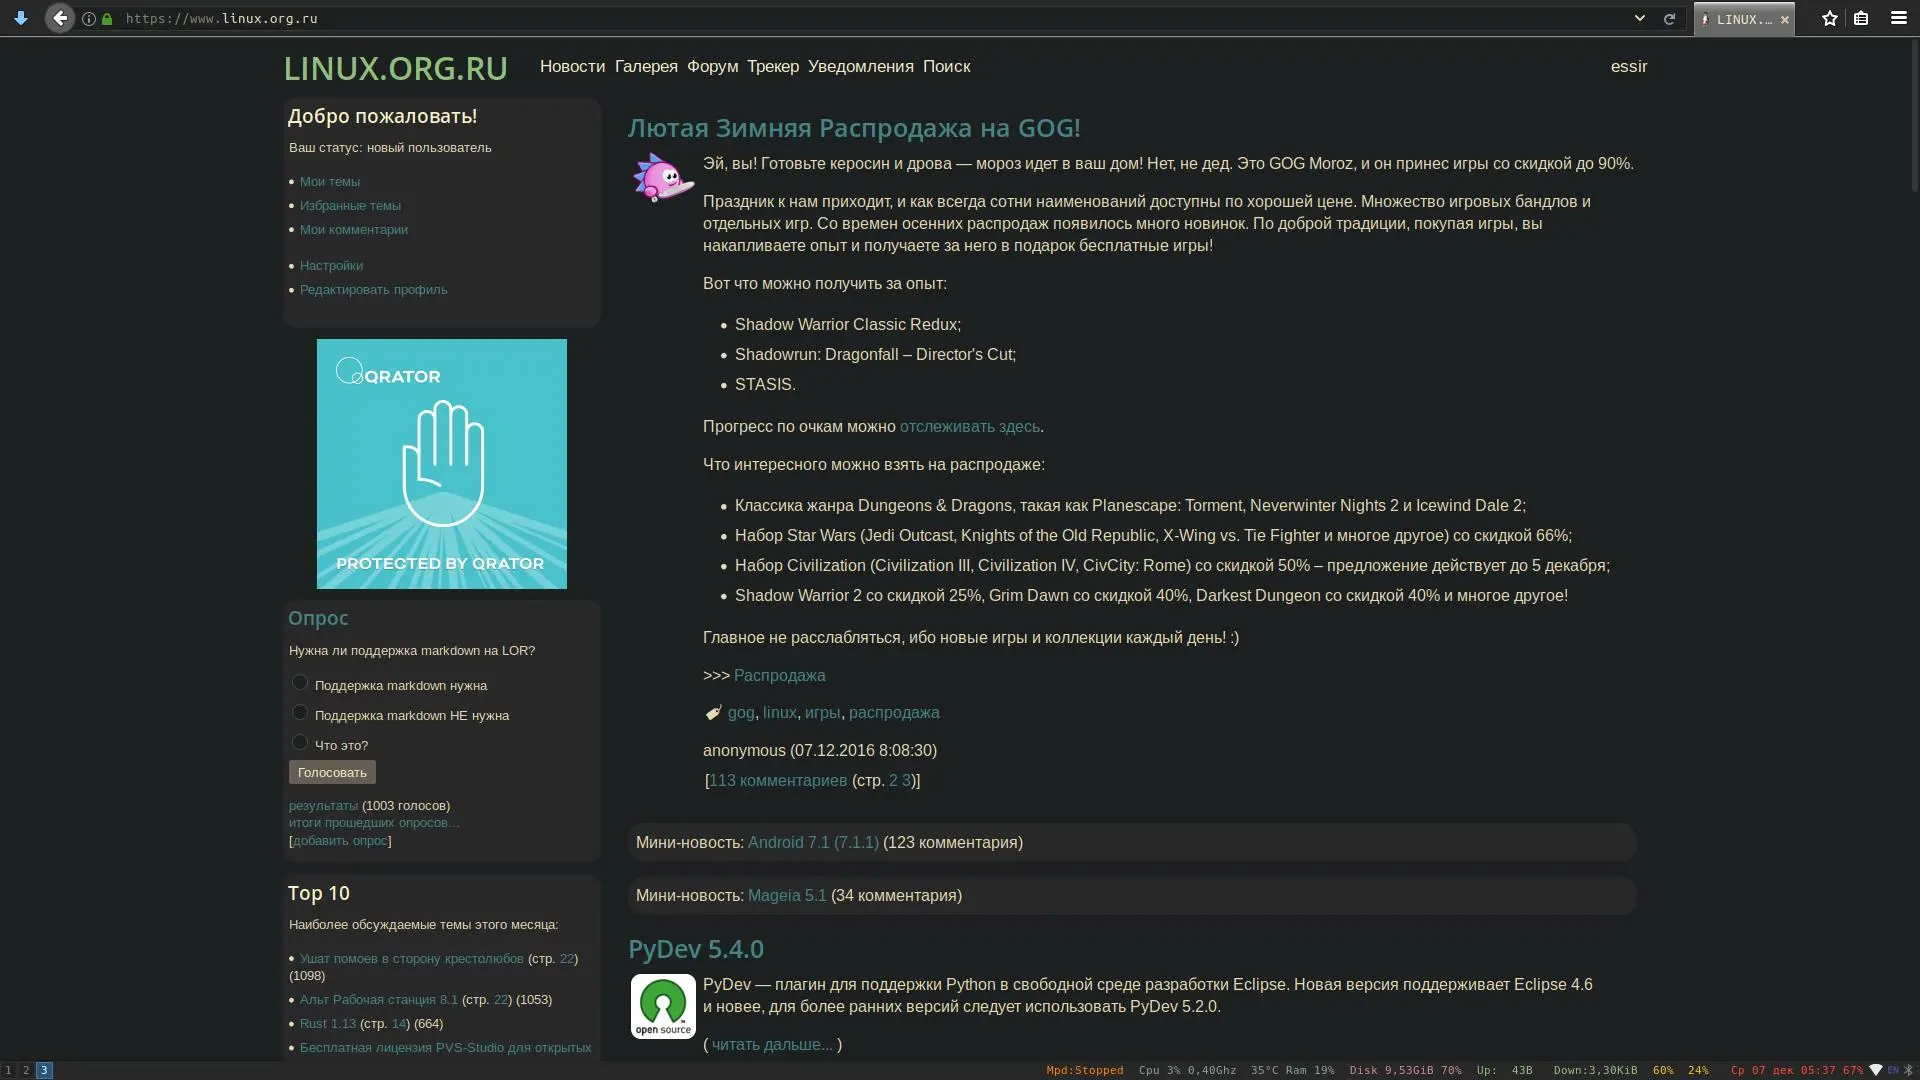 https://www.linux.org.ru
LINUX....
LINUX.ORG.RU
Новости Галерея Форум Трекер Уведомления Поиск
essir
Добро пожаловать!
Ваш статус: новый пользователь
Мои темы
Избранные темы
Мои комментарии
Настройки
Редактировать профиль
QRATOR
PROTECTED BY QRATOR
Опрос
Нужна ли поддержка markdown на LOR?
Поддержка markdown нужна
Поддержка markdown НЕ нужна
Что это?
Голосовать
результаты (1003 голосов)
итоги прошедших опросов...
[добавить опрос]
Top 10
Наиболее обсуждаемые темы этого месяца:
Ушат помоев в сторону крестолюбов (стр. 22)
(1098)
Альт Рабочая станция 8.1 (стр. 22) (1053)
Rust 1.13 (стр. 14) (664)
Бесплатная лицензия PVS-Studio для открытых
Лютая Зимняя Распродажа на GOG!
Эй, вы! Готовьте керосин и дрова — мороз идет в ваш дом! Нет, не дед. Это GOG Moroz, и он принес игры со скидкой до 90%.
Праздник к нам приходит, и как всегда сотни наименований доступны по хорошей цене. Множество игровых бандлов и
отдельных игр. Со времен осенних распродаж появилось много новинок. По доброй традиции, покупая игры, вы
накапливаете опыт и получаете за него в подарок бесплатные игры!
Вот что можно получить за опыт:
Shadow Warrior Classic Redux;
Shadowrun: Dragonfall – Director's Cut;
STASIS.
Прогресс по очкам можно отслеживать здесь.
Что интересного можно взять на распродаже:
Классика жанра Dungeons & Dragons, такая как Planescape: Torment, Neverwinter Nights 2 и Icewind Dale 2;
Набор Star Wars (Jedi Outcast, Knights of the Old Republic, X-Wing vs. Tie Fighter и многое другое) со скидкой 66%;
Набор Civilization (Civilization III, Civilization IV, CivCity: Rome) со скидкой 50% – предложение действует до 5 декабря;
Shadow Warrior 2 со скидкой 25%, Grim Dawn со скидкой 40%, Darkest Dungeon со скидкой 40% и многое другое!
Главное не расслабляться, ибо новые игры и коллекции каждый день! :)
>>> Распродажа
gog, linux, игры, распродажа
anonymous (07.12.2016 8:08:30)
[113 комментариев (стр. 2 3)]
Мини-новость: Android 7.1 (7.1.1) (123 комментария)
Мини-новость: Mageia 5.1 (34 комментария)
PyDev 5.4.0
open source
PyDev — плагин для поддержки Python в свободной среде разработки Eclipse. Новая версия поддерживает Eclipse 4.6
и новее, для более ранних версий следует использовать PyDev 5.2.0.
( читать дальше... )
1 2 3
Mpd:Stopped Cpu 3% 0,40Ghz 35°C Ram 19% Disk 9,53GiB 70% Up: 43B Down:3,30KiB 60% 24% Ср 07 дек 05:37 67% EN